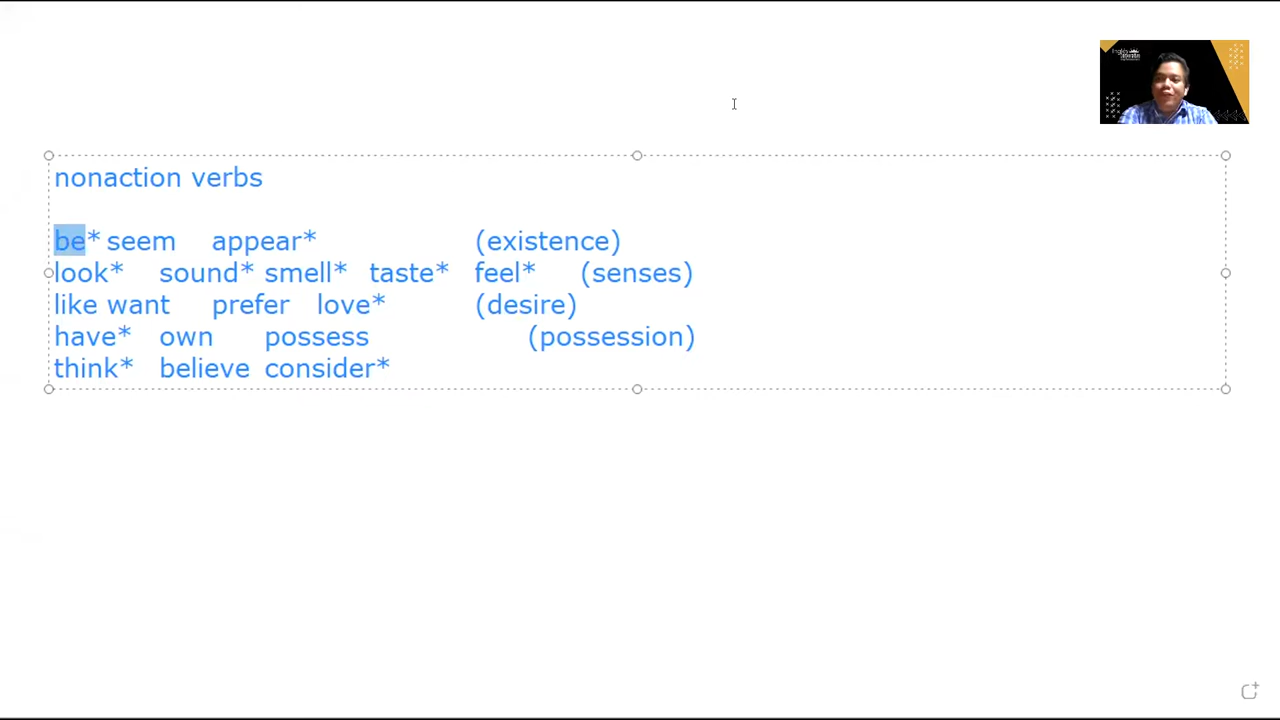 nonaction verbs
be* seem appear* (existence)
look* sound* smell* taste* feel* (senses)
like want prefer love* (desire)
have* own possess (possession)
think* believe consider*